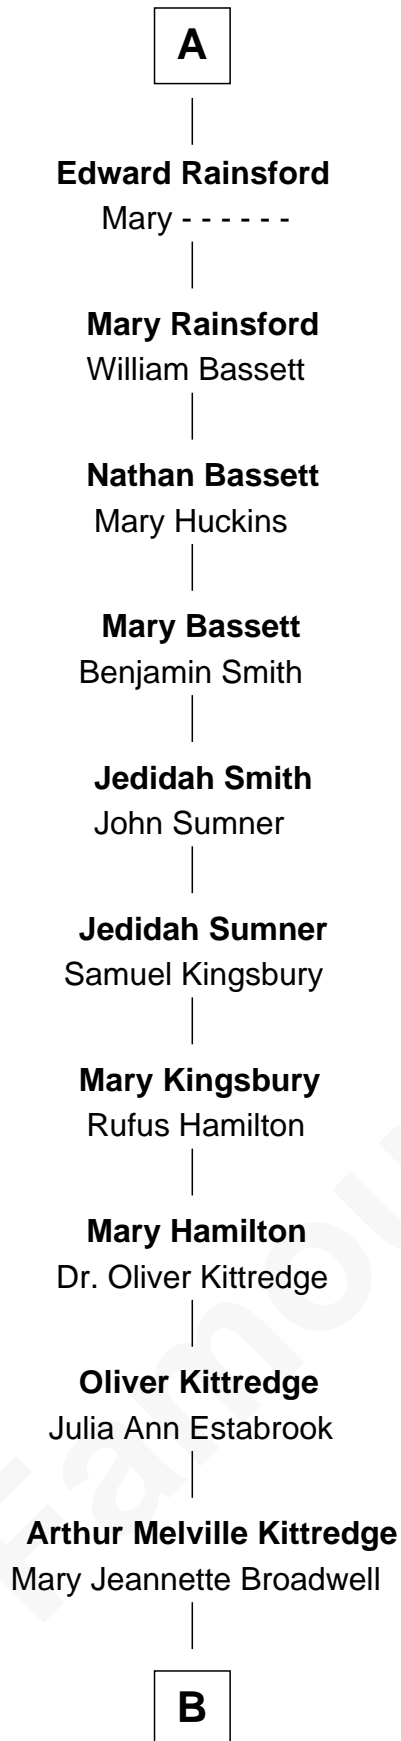 A
Edward Rainsford
Mary - - - - - -
Mary Rainsford
William Bassett
Nathan Bassett
Mary Huckins
Mary Bassett
Benjamin Smith
Jedidah Smith
John Sumner
Jedidah Sumner
Samuel Kingsbury
Mary Kingsbury
Rufus Hamilton
Mary Hamilton
Dr. Oliver Kittredge
Oliver Kittredge
Julia Ann Estabrook
Arthur Melville Kittredge
Mary Jeannette Broadwell
B
Famou